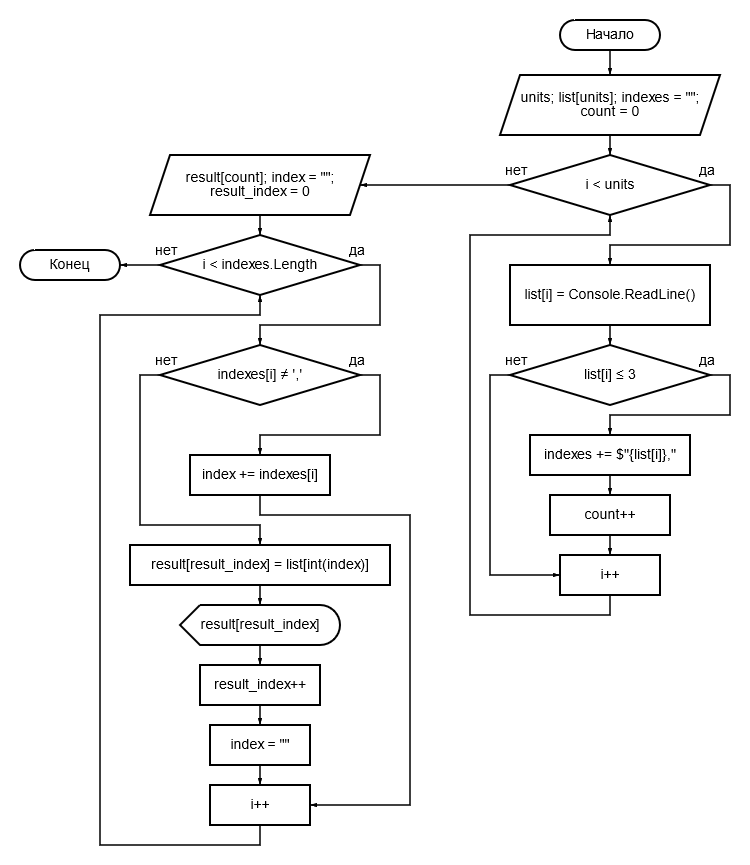 Начало
units; list[units]; indexes = "";
count = 0
i < units
нет
да
list[i] = Console.ReadLine()
list[i] ≤ 3
нет
да
indexes += $"{list[i]},"
count++
i++
result[count]; index = "";
result_index = 0
i < indexes.Length
нет
да
Конец
indexes[i] ≠ ','
нет
да
index += indexes[i]
result[result_index] = list[int(index)]
result[result_index]
result_index++
index = ""
i++